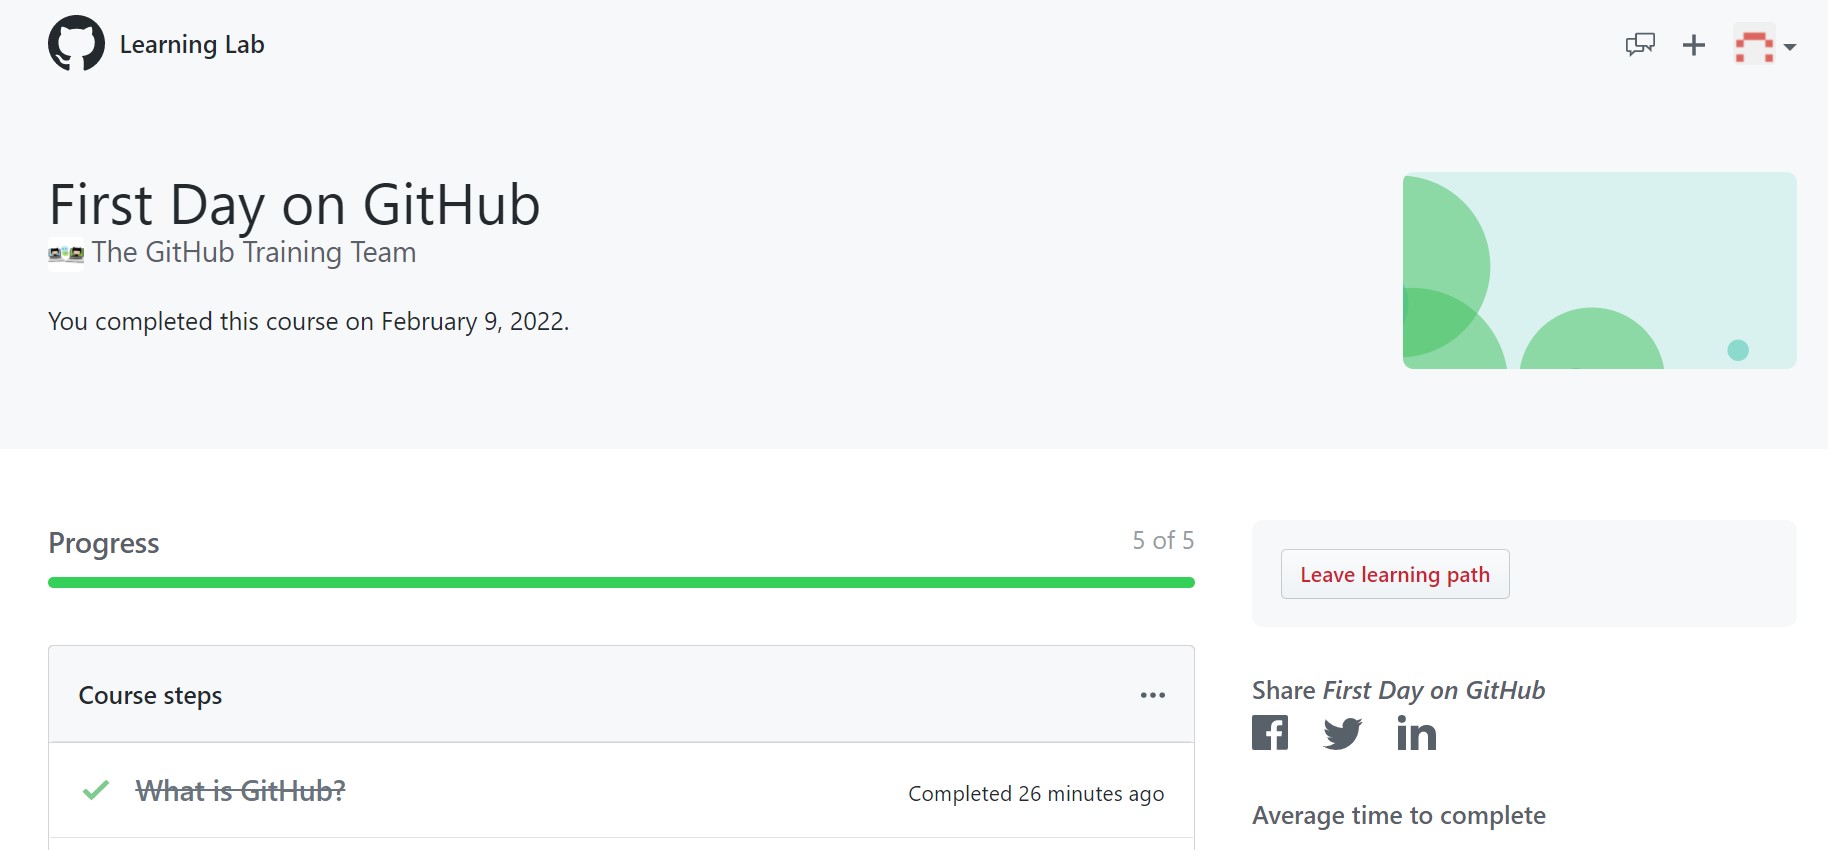 Learning Lab
First Day on GitHub
The GitHub Training Team
You completed this course on February 9, 2022.
Progress
5 of 5
Leave learning path
Course steps
Share First Day on GitHub
What is GitHub?
Completed 26 minutes ago
Average time to complete